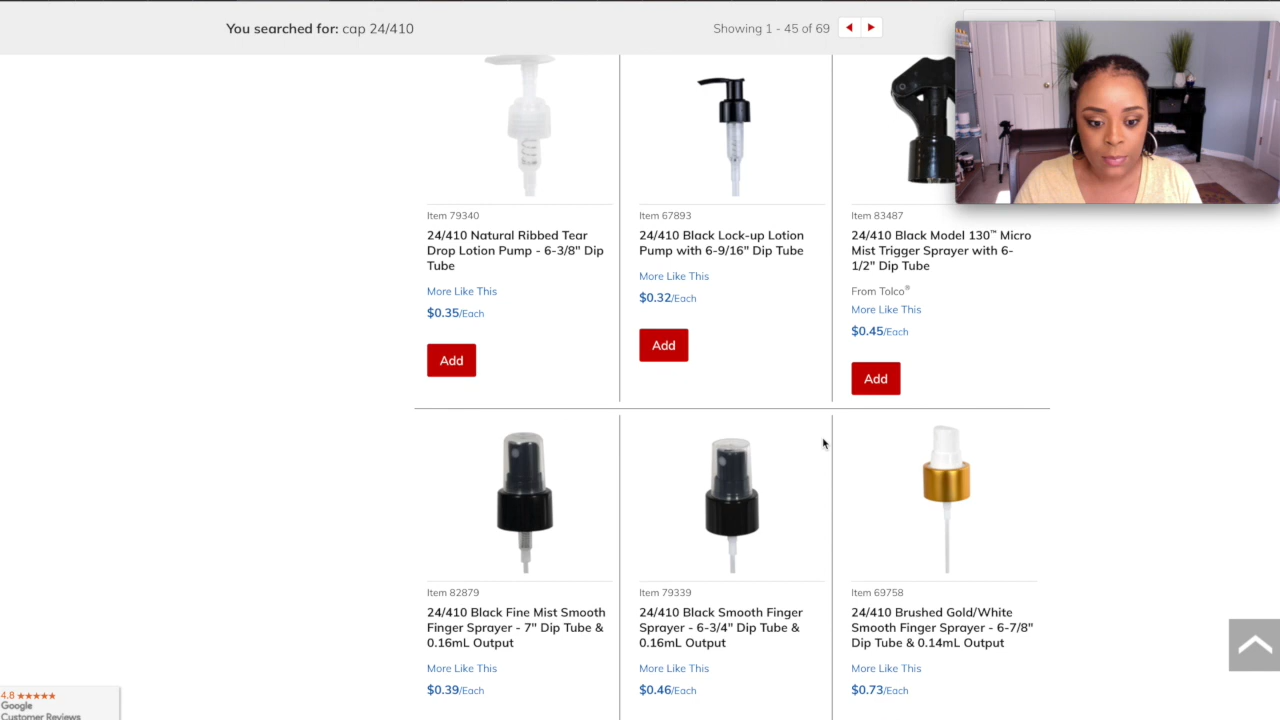 You searched for: cap 24/410
Showing 1 - 45 of 69
Item 79340
24/410 Natural Ribbed Tear
Drop Lotion Pump - 6-3/8" Dip
Tube
More Like This
$0.35/Each
Add
Item 67893
24/410 Black Lock-up Lotion
Pump with 6-9/16" Dip Tube
More Like This
$0.32/Each
Add
Item 83487
24/410 Black Model 130™ Micro
Mist Trigger Sprayer with 6-
1/2" Dip Tube
From Tolco®
More Like This
$0.45/Each
Add
Item 82879
24/410 Black Fine Mist Smooth
Finger Sprayer - 7" Dip Tube &
0.16mL Output
More Like This
$0.39/Each
Item 79339
24/410 Black Smooth Finger
Sprayer - 6-3/4" Dip Tube &
0.16mL Output
More Like This
$0.46/Each
Item 69758
24/410 Brushed Gold/White
Smooth Finger Sprayer - 6-7/8"
Dip Tube & 0.14mL Output
More Like This
$0.73/Each
4.8 ★★★★★
Google
Customer Reviews